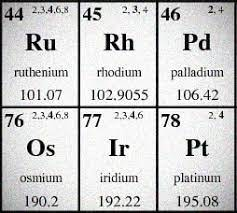 44 2,3,4,6,8 45 2, 3, 4 46 2, 4
Ru Rh Pd
ruthenium rhodium palladium
101.07 102.9055 106.42
76 2,3,4,6,8 77 2,3,4,6 78 2, 4
Os Ir Pt
osmium iridium platinum
190.2 192.22 195.08